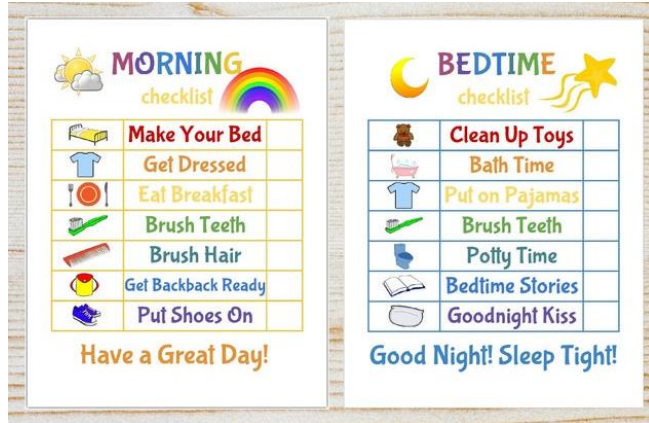 MORNING
checklist
Make Your Bed
Get Dressed
Eat Breakfast
Brush Teeth
Brush Hair
Get Backback Ready
Put Shoes On
Have a Great Day!
BEDTIME
checklist
Clean Up Toys
Bath Time
Put on Pajamas
Brush Teeth
Potty Time
Bedtime Stories
Goodnight Kiss
Good Night! Sleep Tight!